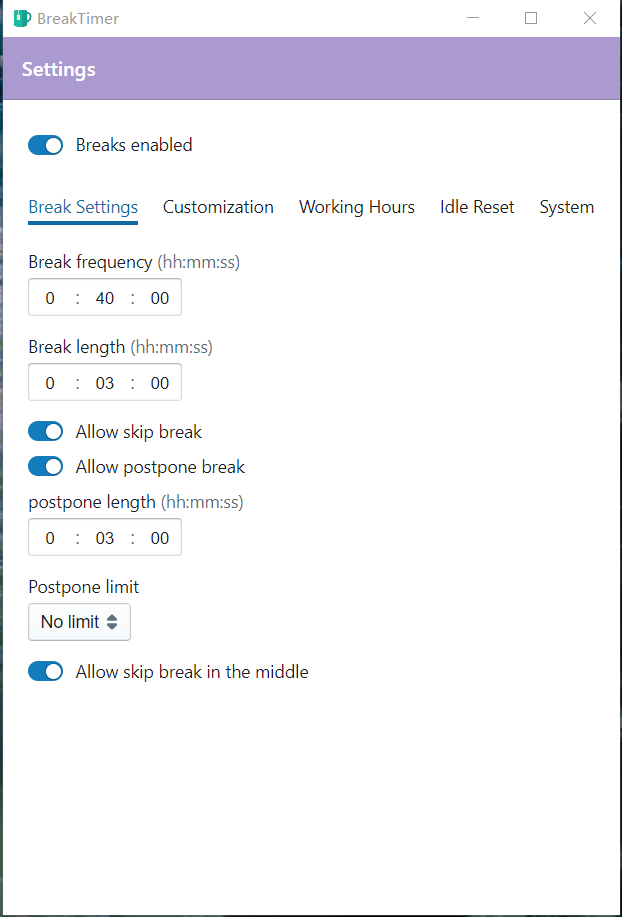 BreakTimer
Settings
Breaks enabled
Break Settings Customization Working Hours Idle Reset System
Break frequency (hh:mm:ss)
0 : 40 : 00
Break length (hh:mm:ss)
0 : 03 : 00
Allow skip break
Allow postpone break
postpone length (hh:mm:ss)
0 : 03 : 00
Postpone limit
No limit
Allow skip break in the middle